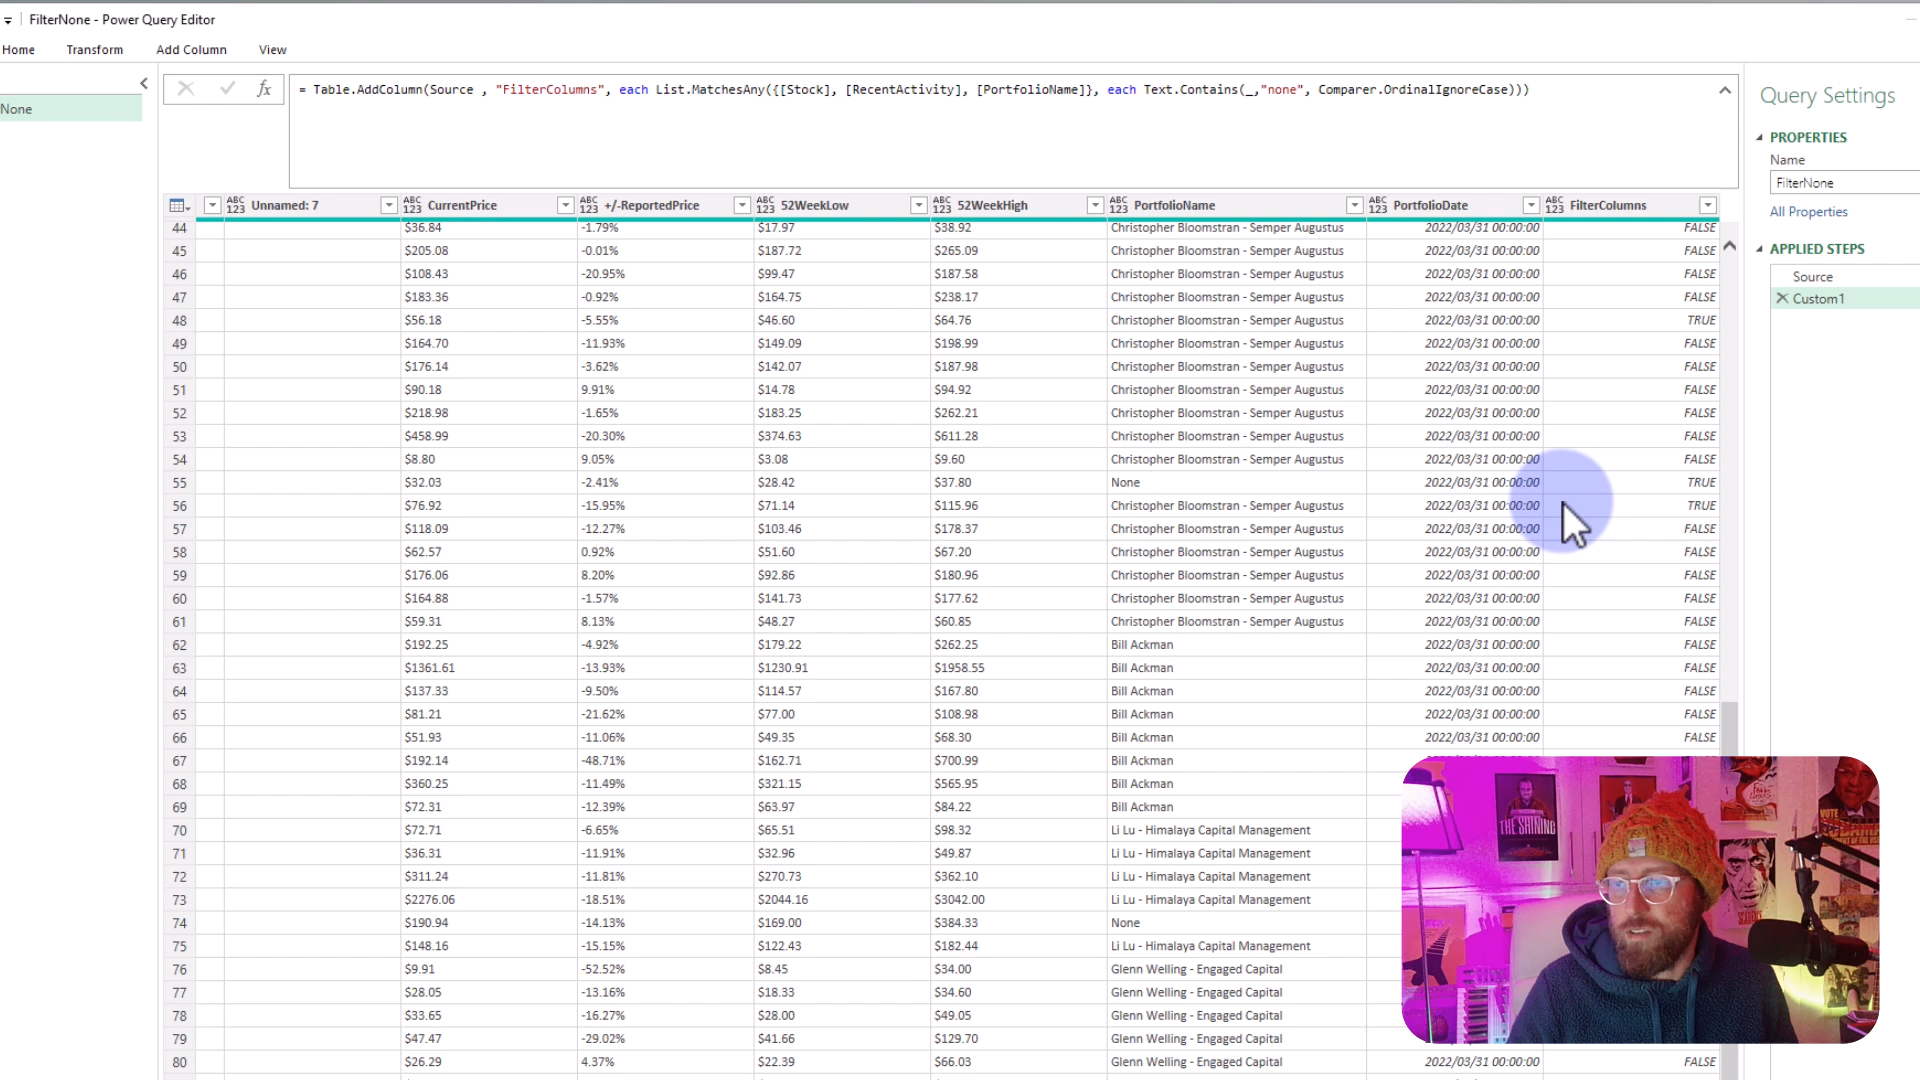 FilterNone - Power Query Editor
Home Transform Add Column View
None
fx = Table.AddColumn(Source , "FilterColumns", each List.MatchesAny({[Stock], [RecentActivity], [PortfolioName]}, each Text.Contains(_,"none", Comparer.OrdinalIgnoreCase)))
Query Settings
PROPERTIES
Name
FilterNone
All Properties
APPLIED STEPS
Source
Custom1
ABC 123 Unnamed: 7 ABC 123 CurrentPrice ABC 123 +/-ReportedPrice ABC 123 52WeekLow ABC 123 52WeekHigh ABC 123 PortfolioName ABC 123 PortfolioDate ABC 123 FilterColumns
44 $36.84 -1.79% $17.97 $38.92 Christopher Bloomstran - Semper Augustus 2022/03/31 00:00:00 FALSE
45 $205.08 -0.01% $187.72 $265.09 Christopher Bloomstran - Semper Augustus 2022/03/31 00:00:00 FALSE
46 $108.43 -20.95% $99.47 $187.58 Christopher Bloomstran - Semper Augustus 2022/03/31 00:00:00 FALSE
47 $183.36 -0.92% $164.75 $238.17 Christopher Bloomstran - Semper Augustus 2022/03/31 00:00:00 FALSE
48 $56.18 -5.55% $46.60 $64.76 Christopher Bloomstran - Semper Augustus 2022/03/31 00:00:00 TRUE
49 $164.70 -11.93% $149.09 $198.99 Christopher Bloomstran - Semper Augustus 2022/03/31 00:00:00 FALSE
50 $176.14 -3.62% $142.07 $187.98 Christopher Bloomstran - Semper Augustus 2022/03/31 00:00:00 FALSE
51 $90.18 9.91% $14.78 $94.92 Christopher Bloomstran - Semper Augustus 2022/03/31 00:00:00 FALSE
52 $218.98 -1.65% $183.25 $262.21 Christopher Bloomstran - Semper Augustus 2022/03/31 00:00:00 FALSE
53 $458.99 -20.30% $374.63 $611.28 Christopher Bloomstran - Semper Augustus 2022/03/31 00:00:00 FALSE
54 $8.80 9.05% $3.08 $9.60 Christopher Bloomstran - Semper Augustus 2022/03/31 00:00:00 FALSE
55 $32.03 -2.41% $28.42 $37.80 None 2022/03/31 00:00:00 TRUE
56 $76.92 -15.95% $71.14 $115.96 Christopher Bloomstran - Semper Augustus 2022/03/31 00:00:00 TRUE
57 $118.09 -12.27% $103.46 $178.37 Christopher Bloomstran - Semper Augustus 2022/03/31 00:00:00 FALSE
58 $62.57 0.92% $51.60 $67.20 Christopher Bloomstran - Semper Augustus 2022/03/31 00:00:00 FALSE
59 $176.06 8.20% $92.86 $180.96 Christopher Bloomstran - Semper Augustus 2022/03/31 00:00:00 FALSE
60 $164.88 -1.57% $141.73 $177.62 Christopher Bloomstran - Semper Augustus 2022/03/31 00:00:00 FALSE
61 $59.31 8.13% $48.27 $60.85 Christopher Bloomstran - Semper Augustus 2022/03/31 00:00:00 FALSE
62 $192.25 -4.92% $179.22 $262.25 Bill Ackman 2022/03/31 00:00:00 FALSE
63 $1361.61 -13.93% $1230.91 $1958.55 Bill Ackman 2022/03/31 00:00:00 FALSE
64 $137.33 -9.50% $114.57 $167.80 Bill Ackman 2022/03/31 00:00:00 FALSE
65 $81.21 -21.62% $77.00 $108.98 Bill Ackman 2022/03/31 00:00:00 FALSE
66 $51.93 -11.06% $49.35 $68.30 Bill Ackman 2022/03/31 00:00:00 FALSE
67 $192.14 -48.71% $162.71 $700.99 Bill Ackman
68 $360.25 -11.49% $321.15 $565.95 Bill Ackman
69 $72.31 -12.39% $63.97 $84.22 Bill Ackman
70 $72.71 -6.65% $65.51 $98.32 Li Lu - Himalaya Capital Management
71 $36.31 -11.91% $32.96 $49.87 Li Lu - Himalaya Capital Management
72 $311.24 -11.81% $270.73 $362.10 Li Lu - Himalaya Capital Management
73 $2276.06 -18.51% $2044.16 $3042.00 Li Lu - Himalaya Capital Management
74 $190.94 -14.13% $169.00 $384.33 None
75 $148.16 -15.15% $122.43 $182.44 Li Lu - Himalaya Capital Management
76 $9.91 -52.52% $8.45 $34.00 Glenn Welling - Engaged Capital
77 $28.05 -13.16% $18.33 $34.60 Glenn Welling - Engaged Capital
78 $33.65 -16.27% $28.00 $49.05 Glenn Welling - Engaged Capital
79 $47.47 -29.02% $41.66 $129.70 Glenn Welling - Engaged Capital
80 $26.29 4.37% $22.39 $66.03 Glenn Welling - Engaged Capital 2022/03/31 00:00:00 FALSE
THE SHINING
VOTE
SCARFACE